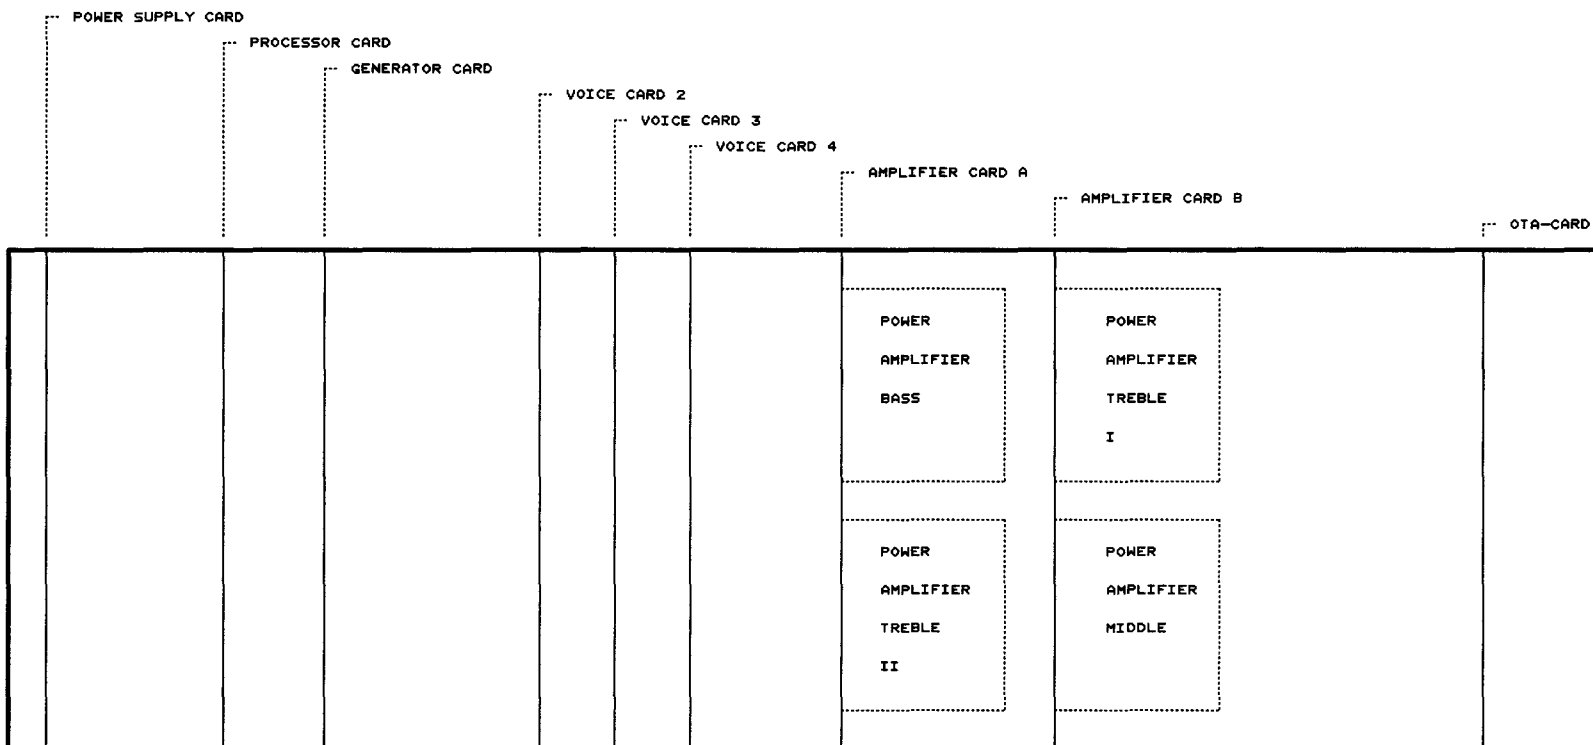 POWER SUPPLY CARD
PROCESSOR CARD
GENERATOR CARD
VOICE CARD 2
VOICE CARD 3
VOICE CARD 4
AMPLIFIER CARD A
AMPLIFIER CARD B
OTA-CARD
POWER
AMPLIFIER
BASS
POWER
AMPLIFIER
TREBLE
I
POWER
AMPLIFIER
TREBLE
II
POWER
AMPLIFIER
MIDDLE